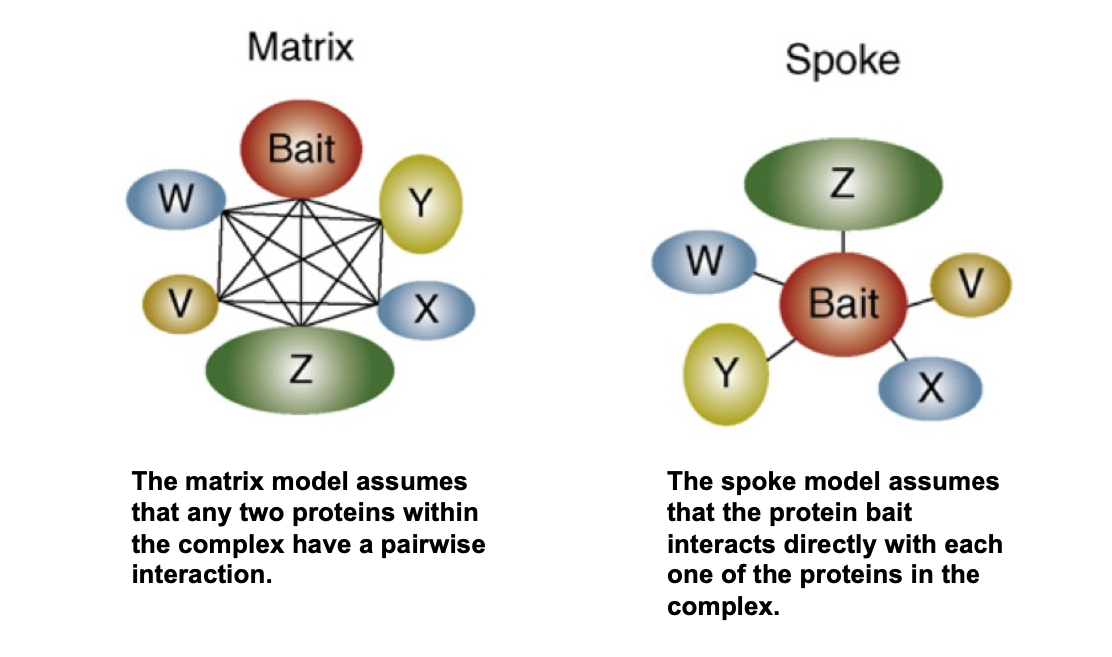 Matrix
Bait
W
Y
V
X
Z
The matrix model assumes
that any two proteins within
the complex have a pairwise
interaction.
Spoke
Z
W
Bait
V
Y
X
The spoke model assumes
that the protein bait
interacts directly with each
one of the proteins in the
complex.